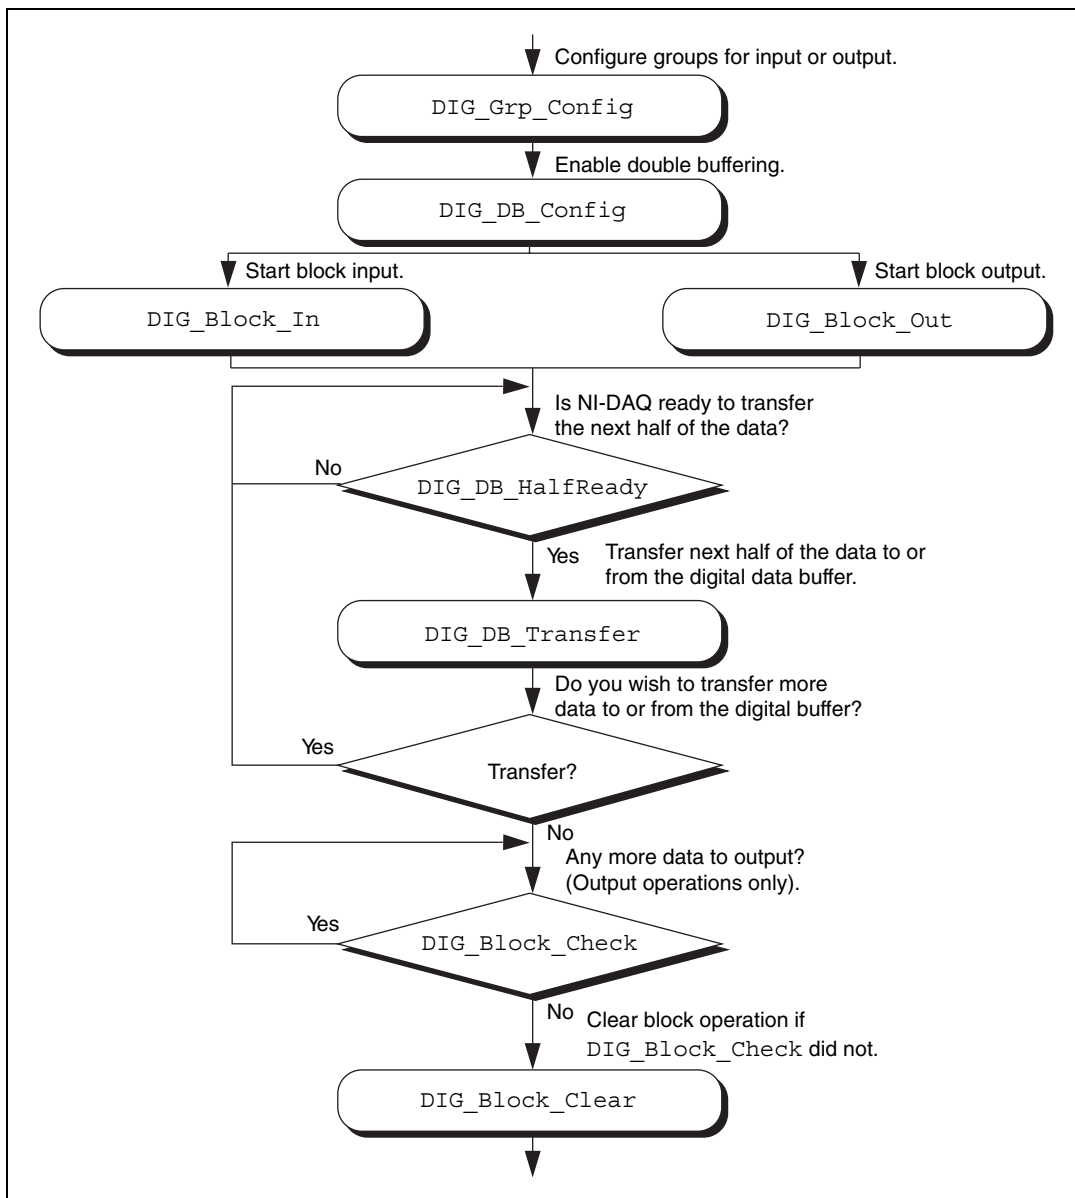 Configure groups for input or output.
DIG_Grp_Config
Enable double buffering.
DIG_DB_Config
Start block input.
Start block output.
DIG_Block_In
DIG_Block_Out
Is NI-DAQ ready to transfer
the next half of the data?
No
DIG_DB_HalfReady
Yes
Transfer next half of the data to or
from the digital data buffer.
DIG_DB_Transfer
Do you wish to transfer more
data to or from the digital buffer?
Yes
Transfer?
No
Any more data to output?
(Output operations only).
Yes
DIG_Block_Check
No
Clear block operation if
DIG_Block_Check did not.
DIG_Block_Clear